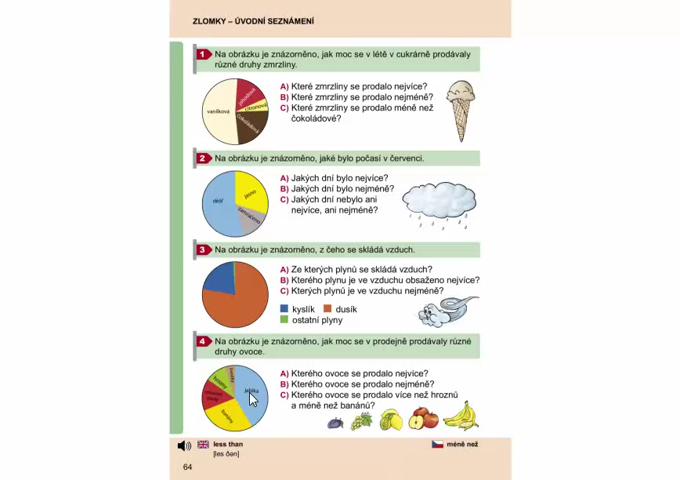 ZLOMKY – ÚVODNÍ SEZNÁMENÍ
1 Na obrázku je znázorněno, jak moc se v létě v cukrárně prodávaly
různé druhy zmrzliny.
vanilková
jahodová
citronová
čokoládová
A) Které zmrzliny se prodalo nejvíce?
B) Které zmrzliny se prodalo nejméně?
C) Které zmrzliny se prodalo méně než
čokoládové?
2 Na obrázku je znázorněno, jaké bylo počasí v červenci.
déšť
jasno
zamračeno
A) Jakých dní bylo nejvíce?
B) Jakých dní bylo nejméně?
C) Jakých dní nebylo ani
nejvíce, ani nejméně?
3 Na obrázku je znázorněno, z čeho se skládá vzduch.
A) Ze kterých plynů se skládá vzduch?
B) Kterého plynu je ve vzduchu obsaženo nejvíce?
C) Kterých plynů je ve vzduchu nejméně?
kyslík dusík
ostatní plyny
4 Na obrázku je znázorněno, jak moc se v prodejně prodávaly různé
druhy ovoce.
jablka
banány
hrozny
A) Kterého ovoce se prodalo nejvíce?
B) Kterého ovoce se prodalo nejméně?
C) Kterého ovoce se prodalo více než hroznů
a méně než banánů?
less than
[les ðən]
méně než
64